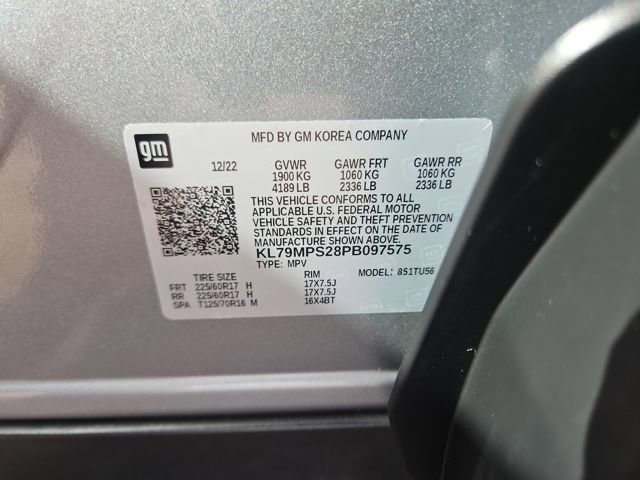 gm
MFD BY GM KOREA COMPANY
12/22 GVWR GAWR FRT GAWR RR
1900 KG 1060 KG 1060 KG
4189 LB 2336 LB 2336 LB
THIS VEHICLE CONFORMS TO ALL
APPLICABLE U.S. FEDERAL MOTOR
VEHICLE SAFETY AND THEFT PREVENTION
STANDARDS IN EFFECT ON THE DATE OF
MANUFACTURE SHOWN ABOVE.
KL79MPS28PB097575
TYPE: MPV MODEL: 851TU56
TIRE SIZE RIM
FRT 225/60R17 H 17X7.5J
RR 225/60R17 H 17X7.5J
SPA T125/70R16 M 16X4BT